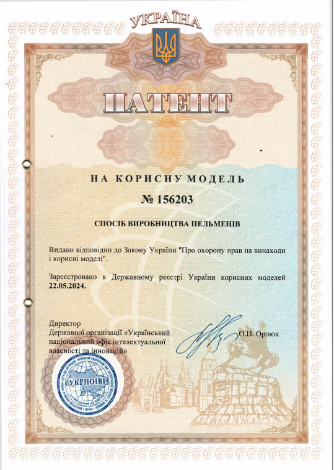 УКРАЇНА
ПАТЕНТ
НА КОРИСНУ МОДЕЛЬ
№ 156203
СПОСІБ ВИРОБНИЦТВА ПЕЛЬМЕНІВ
Видано відповідно до Закону України "Про охорону прав на винаходи
і корисні моделі".
Зареєстровано в Державному реєстрі України корисних моделей
22.05.2024.
Директор
Державної організації «Український
національний офіс інтелектуальної
власності та інновацій»
УКРНОІВІ